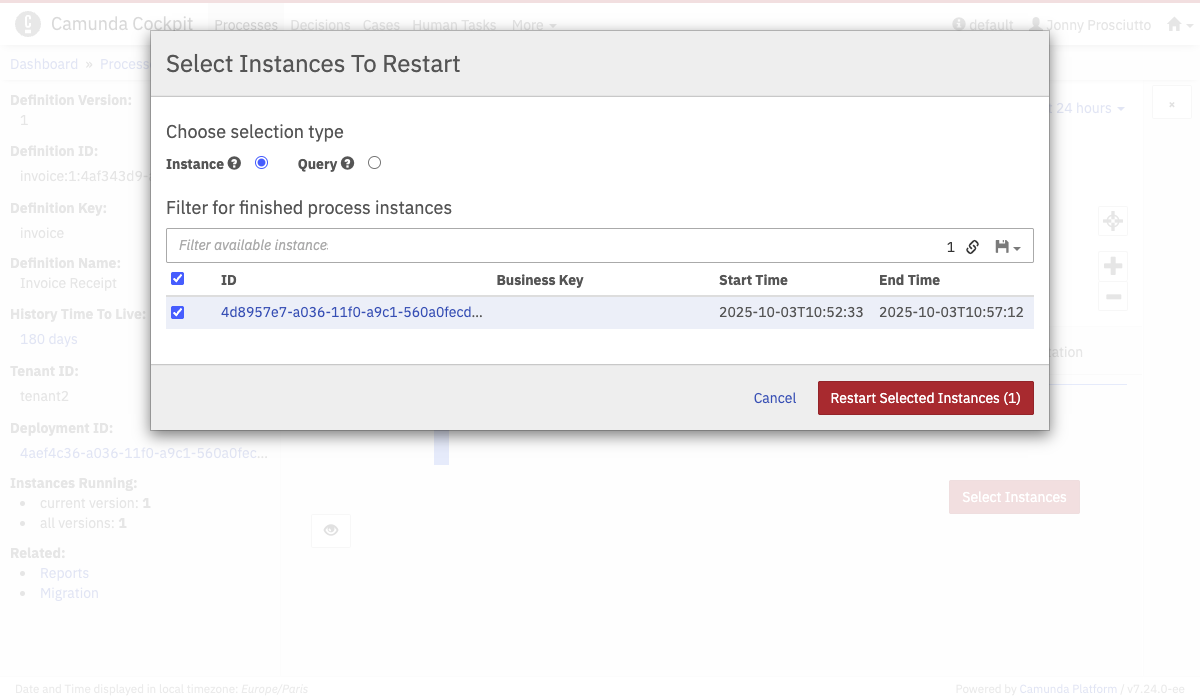 Camunda Cockpit Processes Decisions Cases Human Tasks More default Jonny Prosciutto
Dashboard » Process
Select Instances To Restart
Definition Version:
1
24 hours
×
Choose selection type
Instance Query
Definition ID:
invoice:1:4af343d9-
Definition Key:
invoice
Filter for finished process instances
Filter available instance
1
Definition Name:
Invoice Receipt
ID Business Key Start Time End Time
4d8957e7-a036-11f0-a9c1-560a0fecd... 2025-10-03T10:52:33 2025-10-03T10:57:12
History Time To Live:
180 days
Tenant ID:
tenant2
Cancel Restart Selected Instances (1)
Deployment ID:
4aef4c36-a036-11f0-a9c1-560a0fec...
Instances Running:
current version: 1
all versions: 1
Select Instances
Related:
Reports
Migration
Date and Time displayed in local timezone: Europe/Paris
Powered by Camunda Platform / v7.24.0-ee